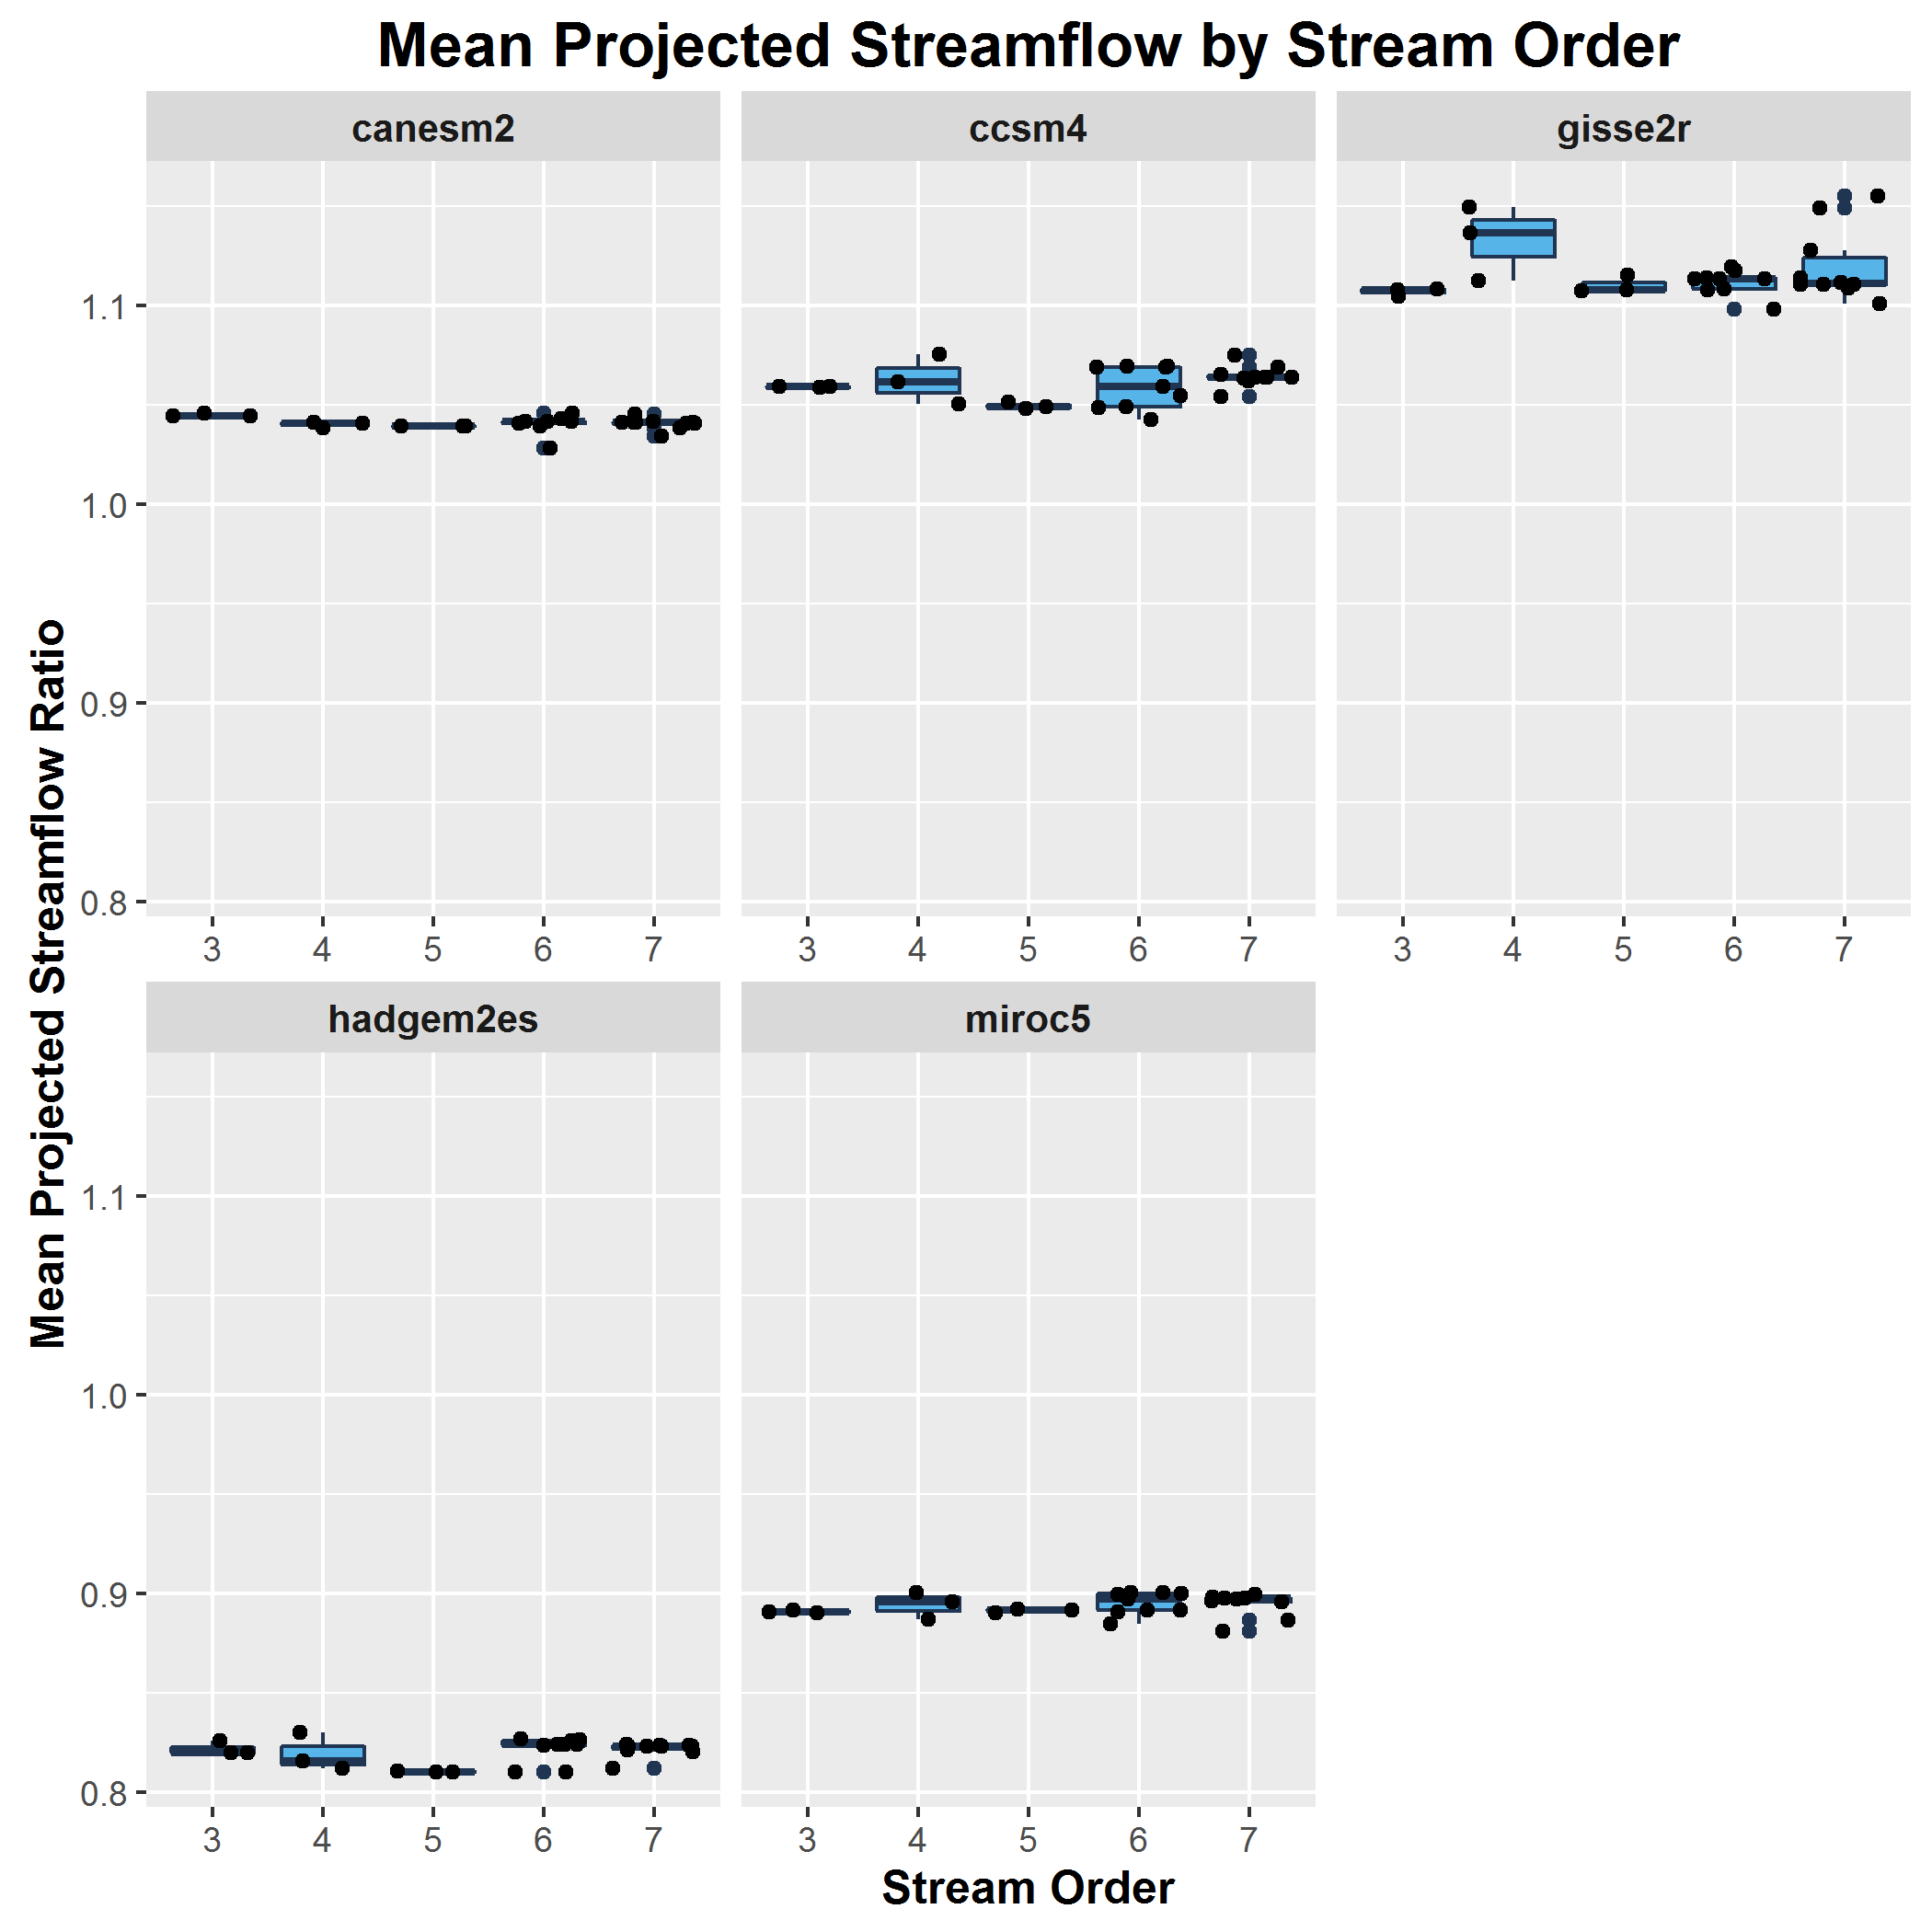 Mean Projected Streamflow by Stream Order
canesm2
ccsm4
gisse2r
Mean Projected Streamflow Ratio
1.1
1.0
0.9
0.8
3 4 5 6 7
3 4 5 6 7
3 4 5 6 7
hadgem2es
miroc5
1.1
1.0
0.9
0.8
3 4 5 6 7
3 4 5 6 7
Stream Order